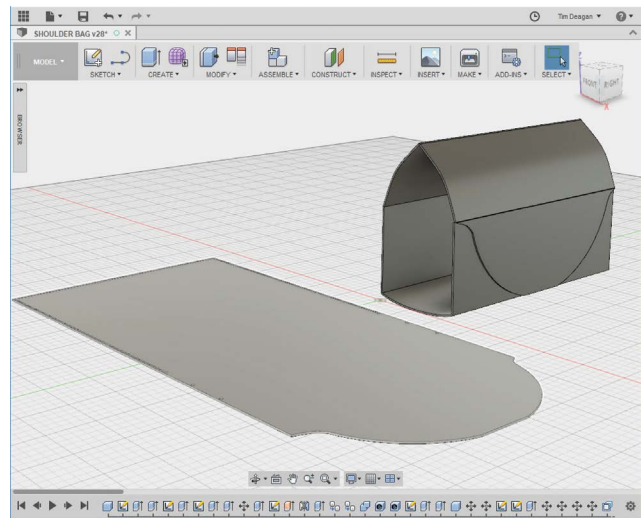 Tim Deagan
SHOULDER BAG v28*
MODEL
SKETCH
CREATE
MODIFY
ASSEMBLE
CONSTRUCT
INSPECT
INSERT
MAKE
ADD-INS
SELECT
FRONT
RIGHT
X
BROWSER